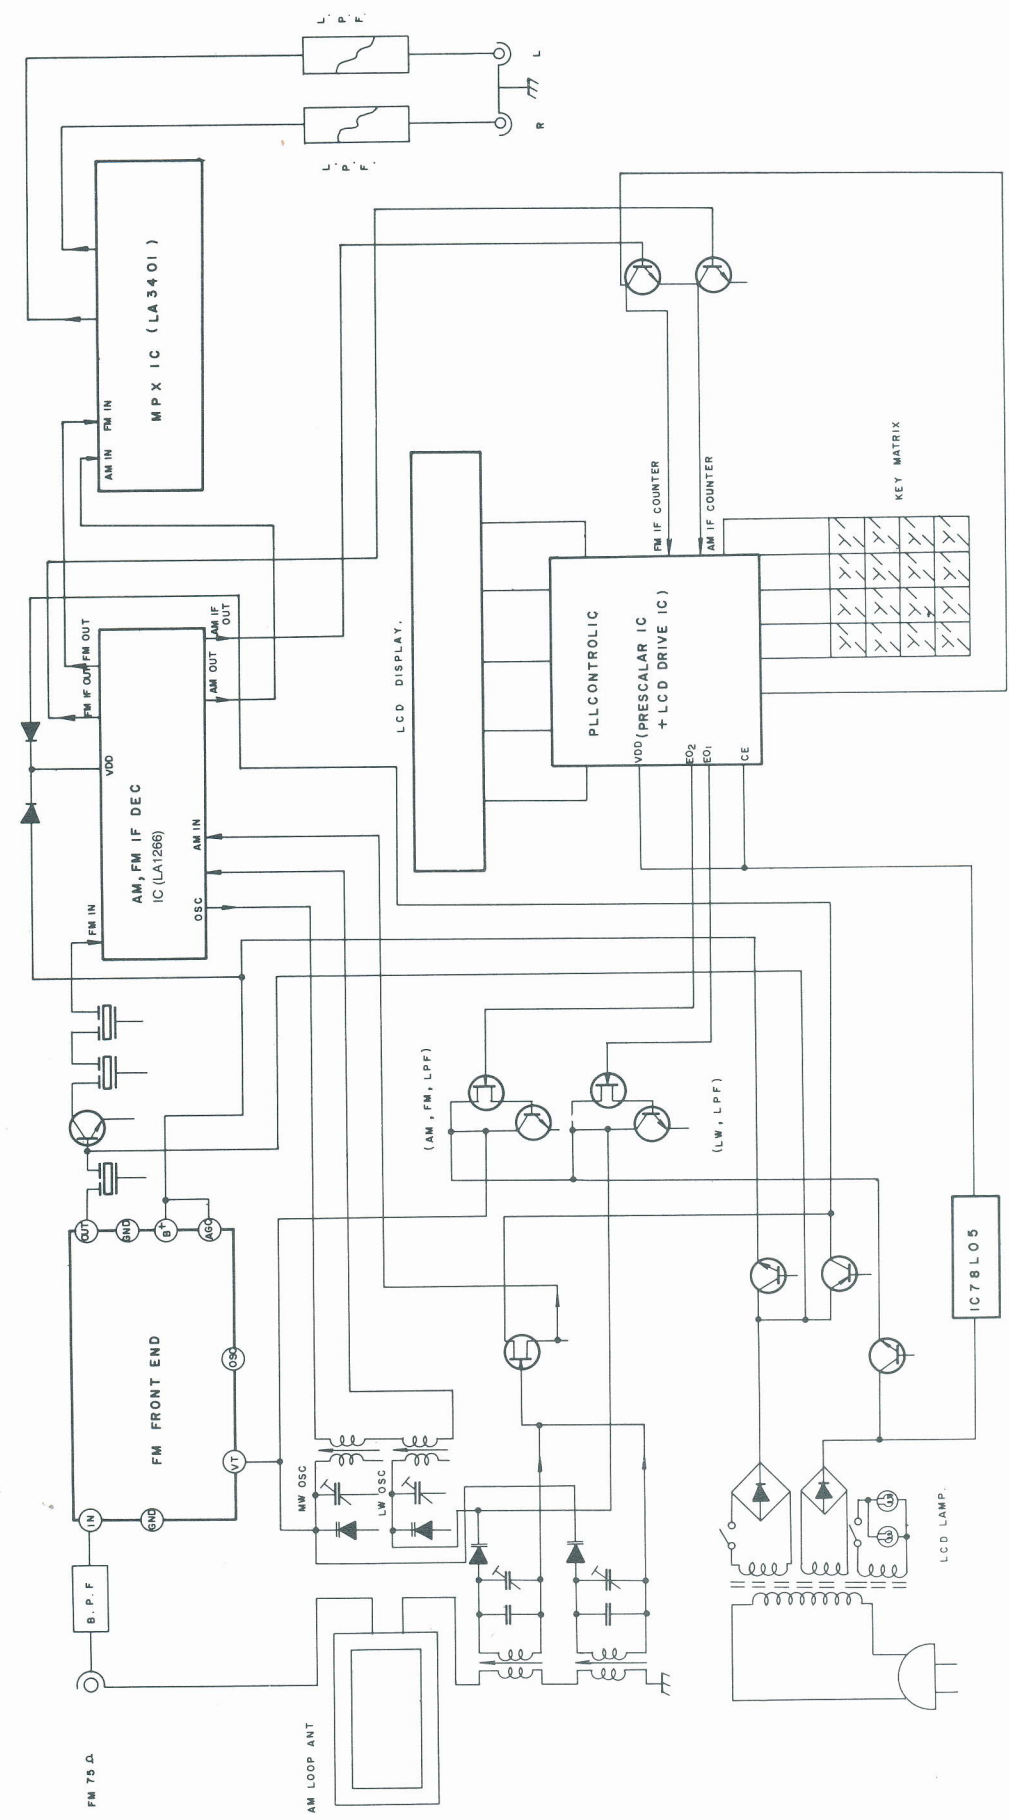 FM 75 Ω
B.P.F
AM LOOP ANT
IN
GND
FM FRONT END
VT
OSC
OUT
GND
B+
AGC
MW OSC
LW OSC
FM IN
AM, FM IF DEC
IC (LA1266)
OSC
AM IN
VDD
FM IF OUT
FM OUT
AM OUT
AM IF
OUT
AM IN
FM IN
MPX IC (LA3401)
L. P. F.
L. P. F.
L
R
(AM, FM, LPF)
(LW, LPF)
LCD DISPLAY.
PLLCONTROLIC
(PRESCALAR IC
+LCD DRIVE IC)
VDD
EO2
EO1
CE
FM IF COUNTER
AM IF COUNTER
KEY MATRIX
IC78L05
LCD LAMP.